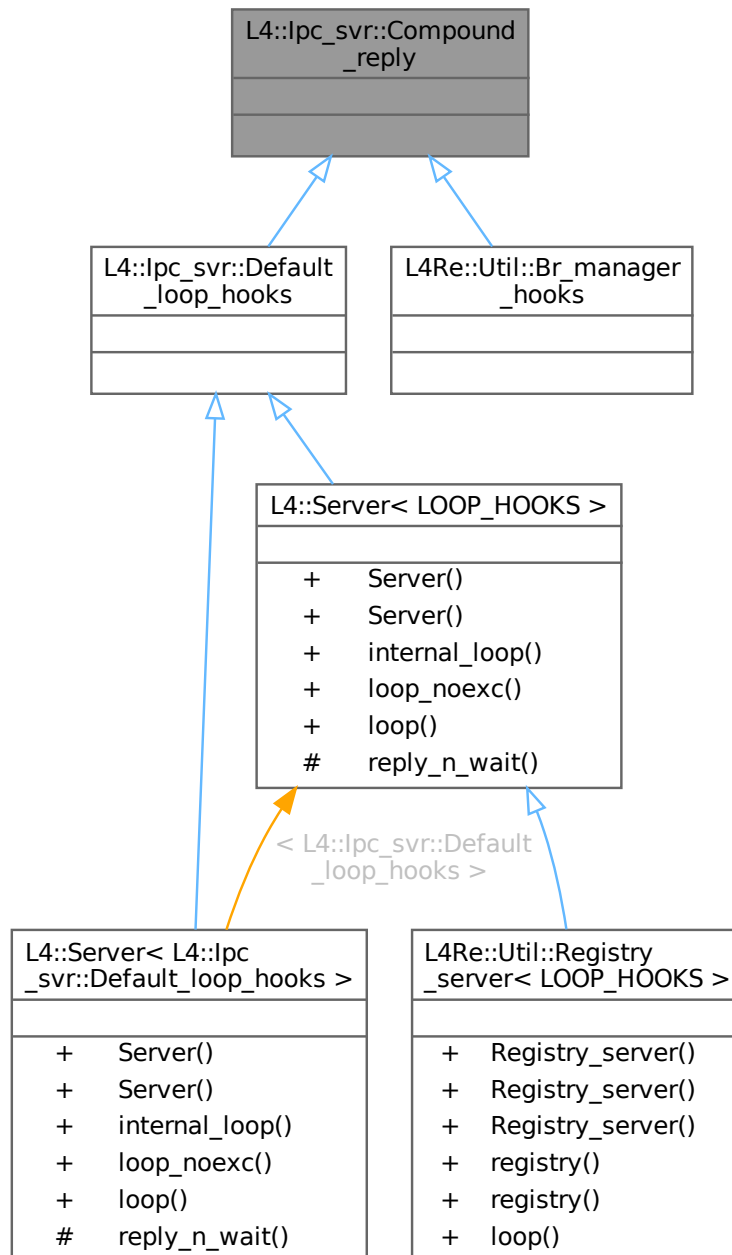 L4::Ipc_svr::Compound
_reply
L4::Ipc_svr::Default
_loop_hooks
L4Re::Util::Br_manager
_hooks
L4::Server< LOOP_HOOKS >
+ Server()
+ Server()
+ internal_loop()
+ loop_noexc()
+ loop()
# reply_n_wait()
< L4::Ipc_svr::Default
_loop_hooks >
L4::Server< L4::Ipc
_svr::Default_loop_hooks >
+ Server()
+ Server()
+ internal_loop()
+ loop_noexc()
+ loop()
# reply_n_wait()
L4Re::Util::Registry
_server< LOOP_HOOKS >
+ Registry_server()
+ Registry_server()
+ Registry_server()
+ registry()
+ registry()
+ loop()